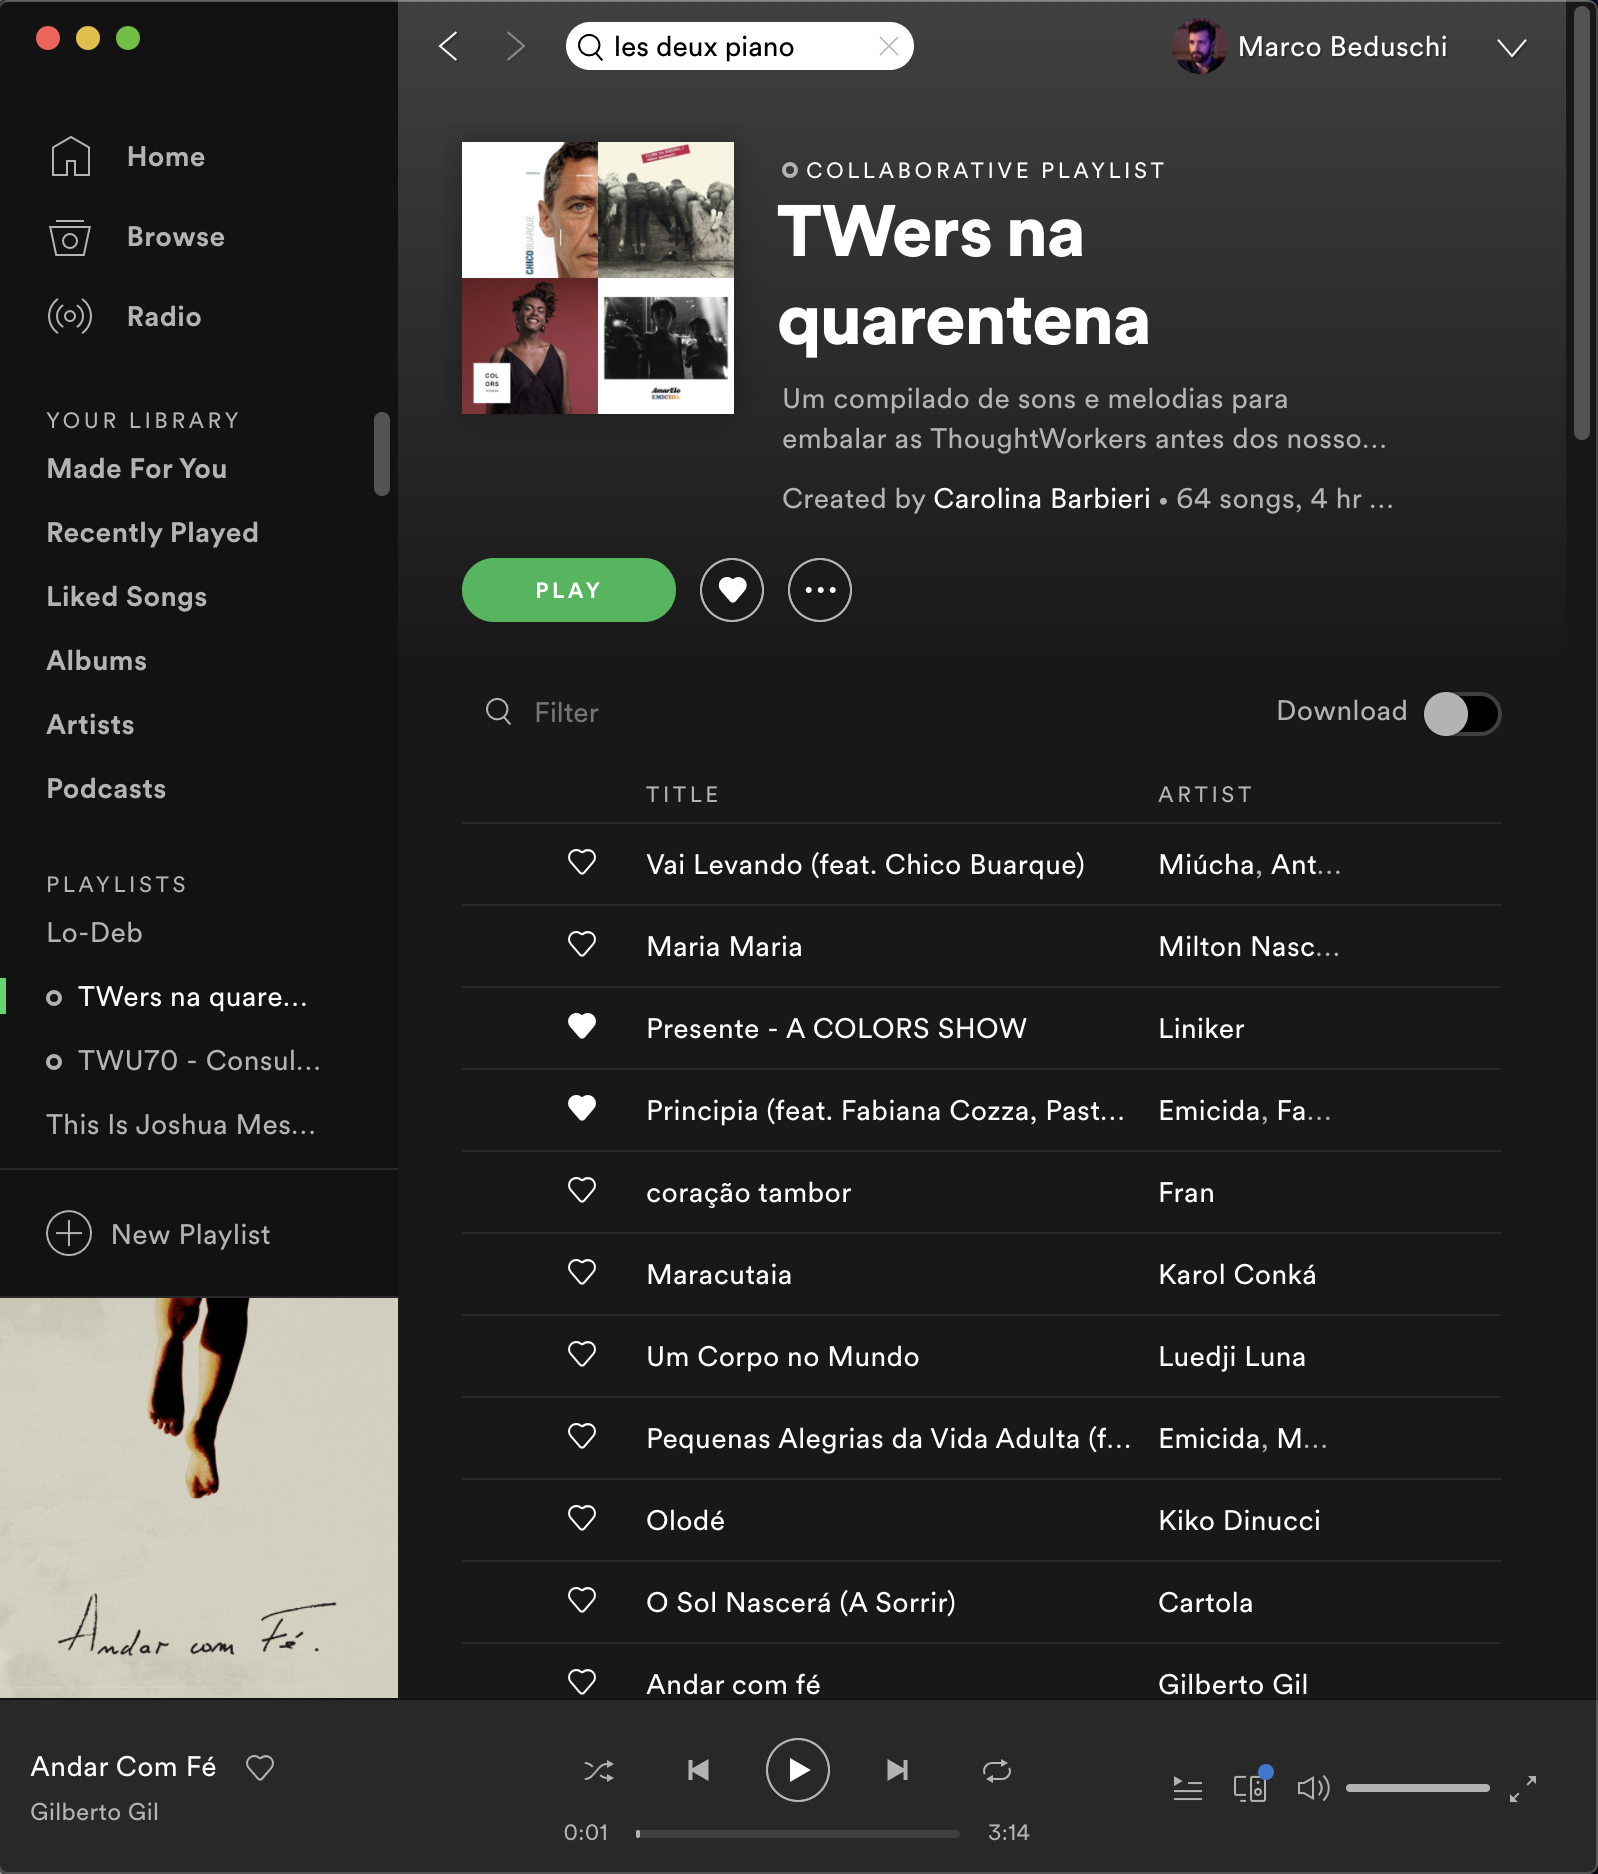 les deux piano
Marco Beduschi
Home
Browse
Radio
YOUR LIBRARY
Made For You
Recently Played
Liked Songs
Albums
Artists
Podcasts
PLAYLISTS
Lo-Deb
TWers na quare...
TWU70 - Consul...
This Is Joshua Mes...
New Playlist
Andar com Fé.
CHICO BUARQUE
COL
ORS
AmarElo
EMICIDA
COLLABORATIVE PLAYLIST
TWers na
quarentena
Um compilado de sons e melodias para
embalar as ThoughtWorkers antes dos nosso...
Created by Carolina Barbieri • 64 songs, 4 hr ...
PLAY
Filter
Download
TITLE ARTIST
Vai Levando (feat. Chico Buarque) Miúcha, Ant...
Maria Maria Milton Nasc...
Presente - A COLORS SHOW Liniker
Principia (feat. Fabiana Cozza, Past... Emicida, Fa...
coração tambor Fran
Maracutaia Karol Conká
Um Corpo no Mundo Luedji Luna
Pequenas Alegrias da Vida Adulta (f... Emicida, M...
Olodé Kiko Dinucci
O Sol Nascerá (A Sorrir) Cartola
Andar com fé Gilberto Gil
Andar Com Fé
Gilberto Gil
0:01 3:14